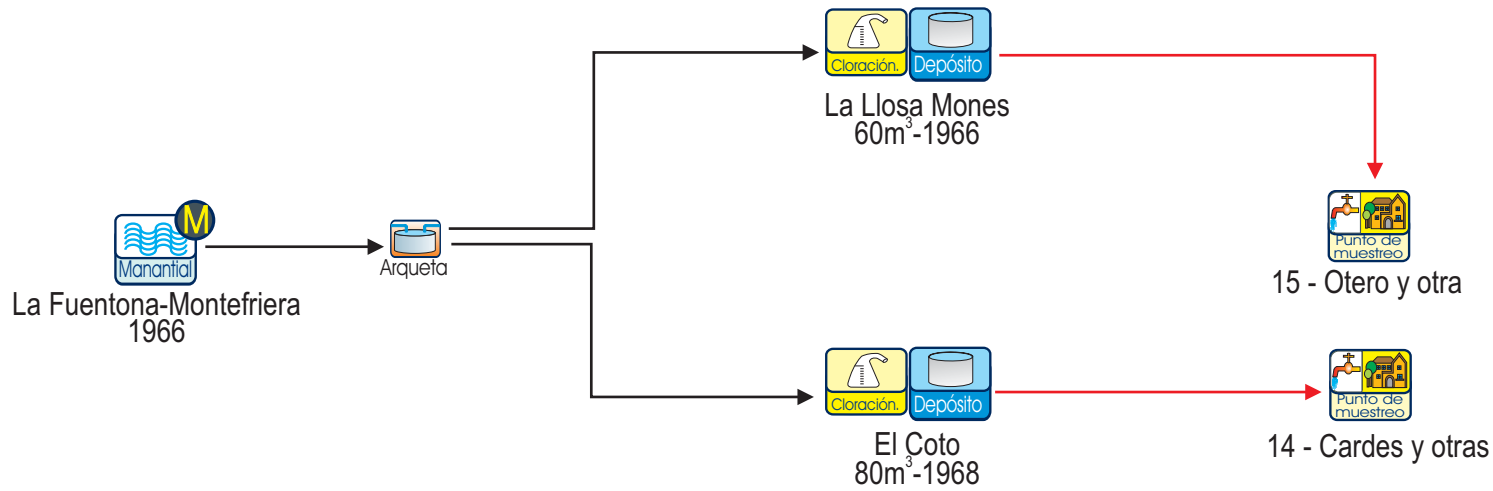 Cloración.
Depósito
La Llosa Mones
60m³-1966
M
Manantial
La Fuentona-Montefriera
1966
Arqueta
Punto de
muestreo
15 - Otero y otra
Cloración.
Depósito
El Coto
80m³-1968
Punto de
muestreo
14 - Cardes y otras